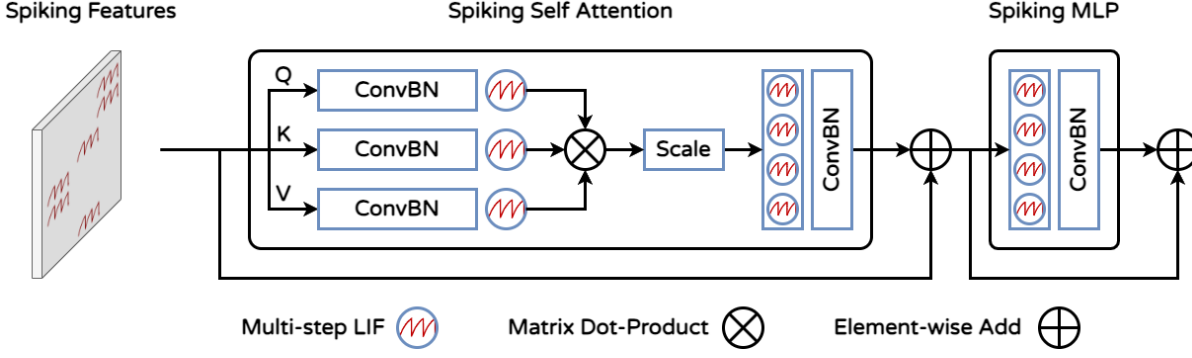 Spiking Features
Spiking Self Attention
Spiking MLP
Q
ConvBN
K
ConvBN
V
ConvBN
Scale
ConvBN
ConvBN
Multi-step LIF
Matrix Dot-Product
Element-wise Add